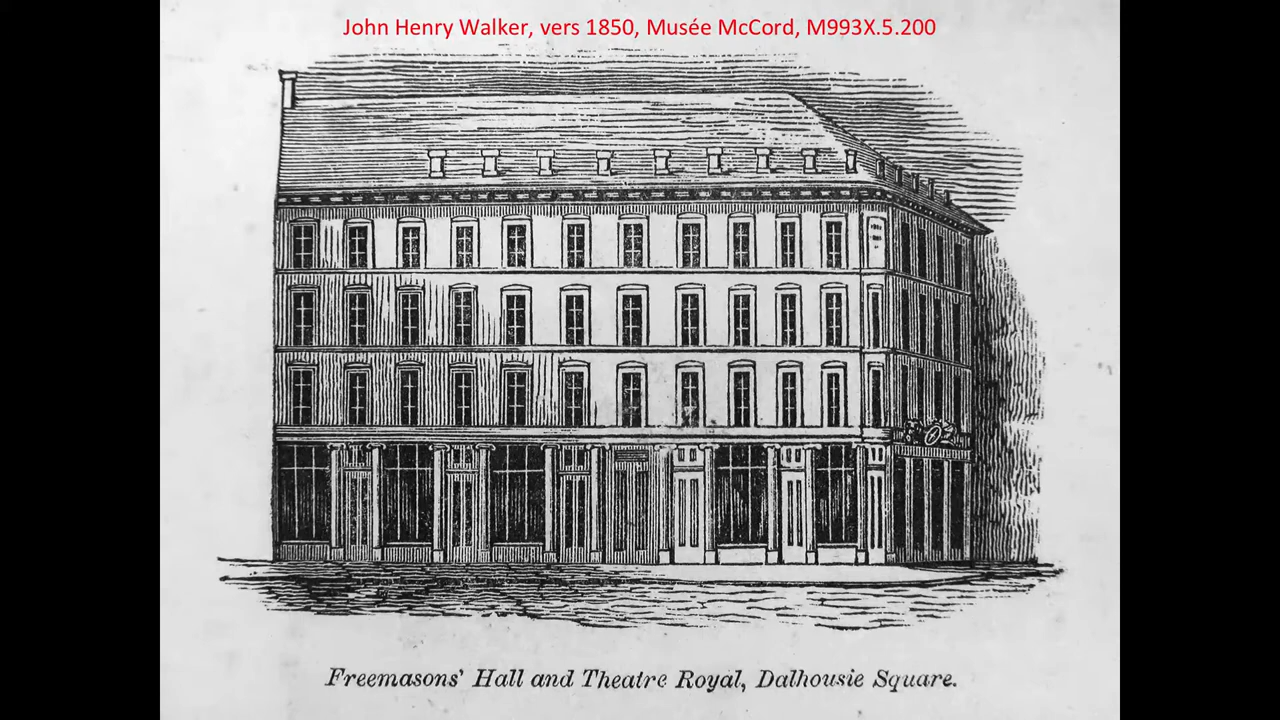 John Henry Walker, vers 1850, Musée McCord, M993X.5.200
Freemasons' Hall and Theatre Royal, Dalhousie Square.